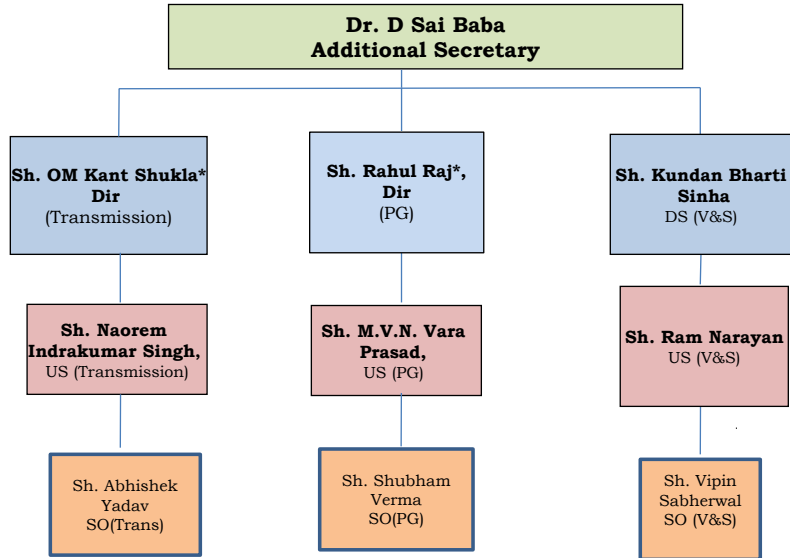 Dr. D Sai Baba
Additional Secretary
Sh. OM Kant Shukla*
Dir
(Transmission)
Sh. Rahul Raj*,
Dir
(PG)
Sh. Kundan Bharti
Sinha
DS (V&S)
Sh. Naorem
Indrakumar Singh,
US (Transmission)
Sh. M.V.N. Vara
Prasad,
US (PG)
Sh. Ram Narayan
US (V&S)
Sh. Abhishek
Yadav
SO(Trans)
Sh. Shubham
Verma
SO(PG)
Sh. Vipin
Sabherwal
SO (V&S)